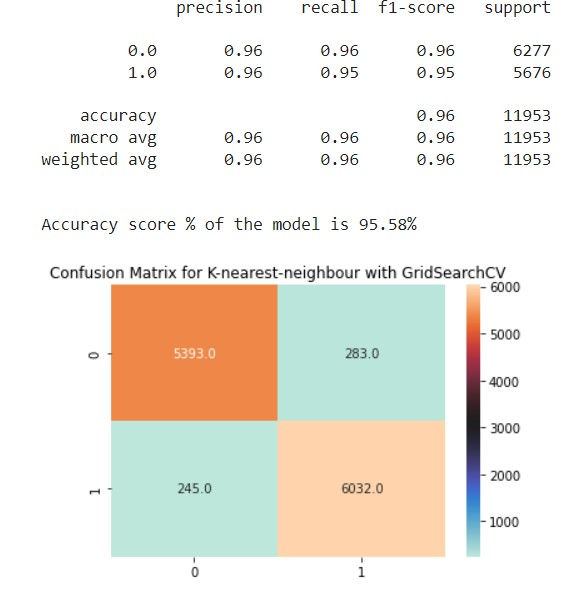 precision recall f1-score support
0.0 0.96 0.96 0.96 6277
1.0 0.96 0.95 0.95 5676
accuracy 0.96 11953
macro avg 0.96 0.96 0.96 11953
weighted avg 0.96 0.96 0.96 11953
Accuracy score % of the model is 95.58%
Confusion Matrix for K-nearest-neighbour with GridSearchCV
6000
5000
4000
3000
2000
1000
0 5393.0 283.0
1 245.0 6032.0
0 1